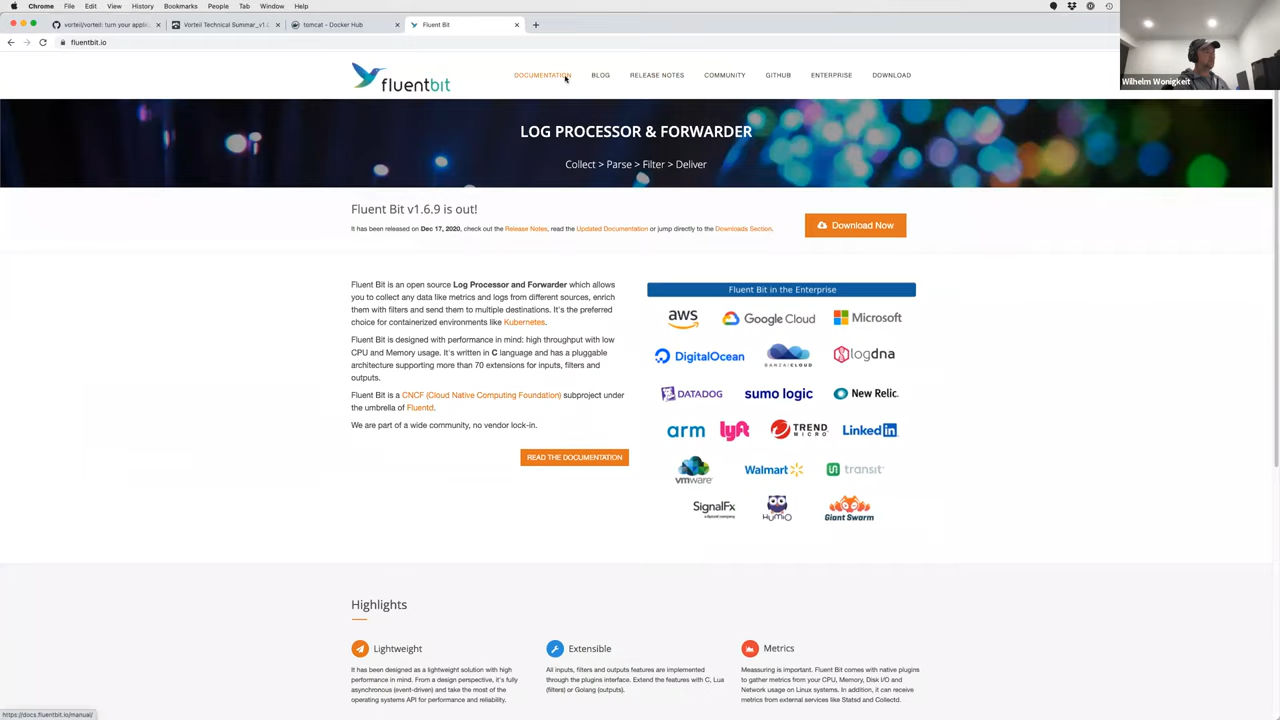 Chrome File Edit View History Bookmarks People Tab Window Help
vorteil/vorteil: turn your applic
Vorteil Technical Summar_v1.0
tomcat - Docker Hub
Fluent Bit
fluentbit.io
Wilhelm Wonigkeit
fluentbit
DOCUMENTATION BLOG RELEASE NOTES COMMUNITY GITHUB ENTERPRISE DOWNLOAD
LOG PROCESSOR & FORWARDER
Collect > Parse > Filter > Deliver
Fluent Bit v1.6.9 is out!
It has been released on Dec 17, 2020, check out the Release Notes, read the Updated Documentation or jump directly to the Downloads Section.
Download Now
Fluent Bit is an open source Log Processor and Forwarder which allows
you to collect any data like metrics and logs from different sources, enrich
them with filters and send them to multiple destinations. It's the preferred
choice for containerized environments like Kubernetes.
Fluent Bit is designed with performance in mind: high throughput with low
CPU and Memory usage. It's written in C language and has a pluggable
architecture supporting more than 70 extensions for inputs, filters and
outputs.
Fluent Bit is a CNCF (Cloud Native Computing Foundation) subproject under
the umbrella of Fluentd.
We are part of a wide community, no vendor lock-in.
READ THE DOCUMENTATION
Fluent Bit in the Enterprise
aws Google Cloud Microsoft
DigitalOcean BANZAI CLOUD logdna
DATADOG sumo logic New Relic.
arm lyft TREND MICRO LinkedIn
vmware Walmart transit
SignalFx HUMIO Giant Swarm
Highlights
Lightweight
It has been designed as a lightweight solution with high
performance in mind. From a design perspective, it's fully
asynchronous (event-driven) and take the most of the
operating systems API for performance and reliability.
Extensible
All inputs, filters and outputs features are implemented
through the plugins interface. Extend the features with C, Lua
(filters) or Golang (outputs).
Metrics
Meassuring is important. Fluent Bit comes with native plugins
to gather metrics from your CPU, Memory, Disk I/O and
Network usage on Linux systems. In addition, it can receive
metrics from external services like Statsd and Collectd.
https://docs.fluentbit.io/manual/